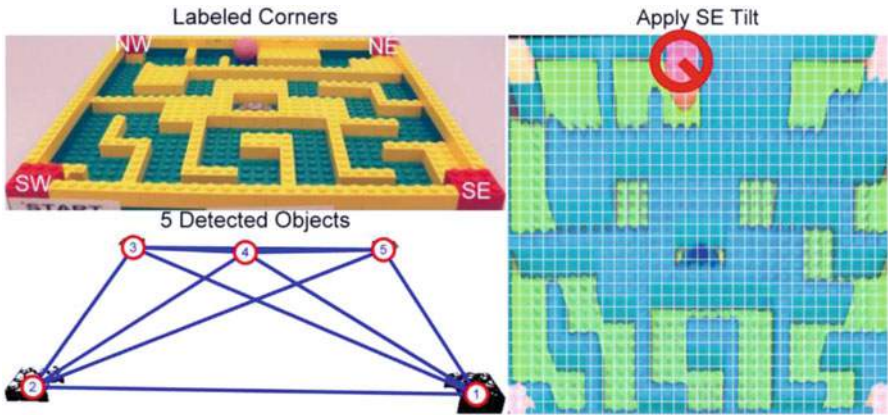 Labeled Corners
Apply SE Tilt
NW
NE
SW
SE
START
5 Detected Objects
3
4
5
2
1